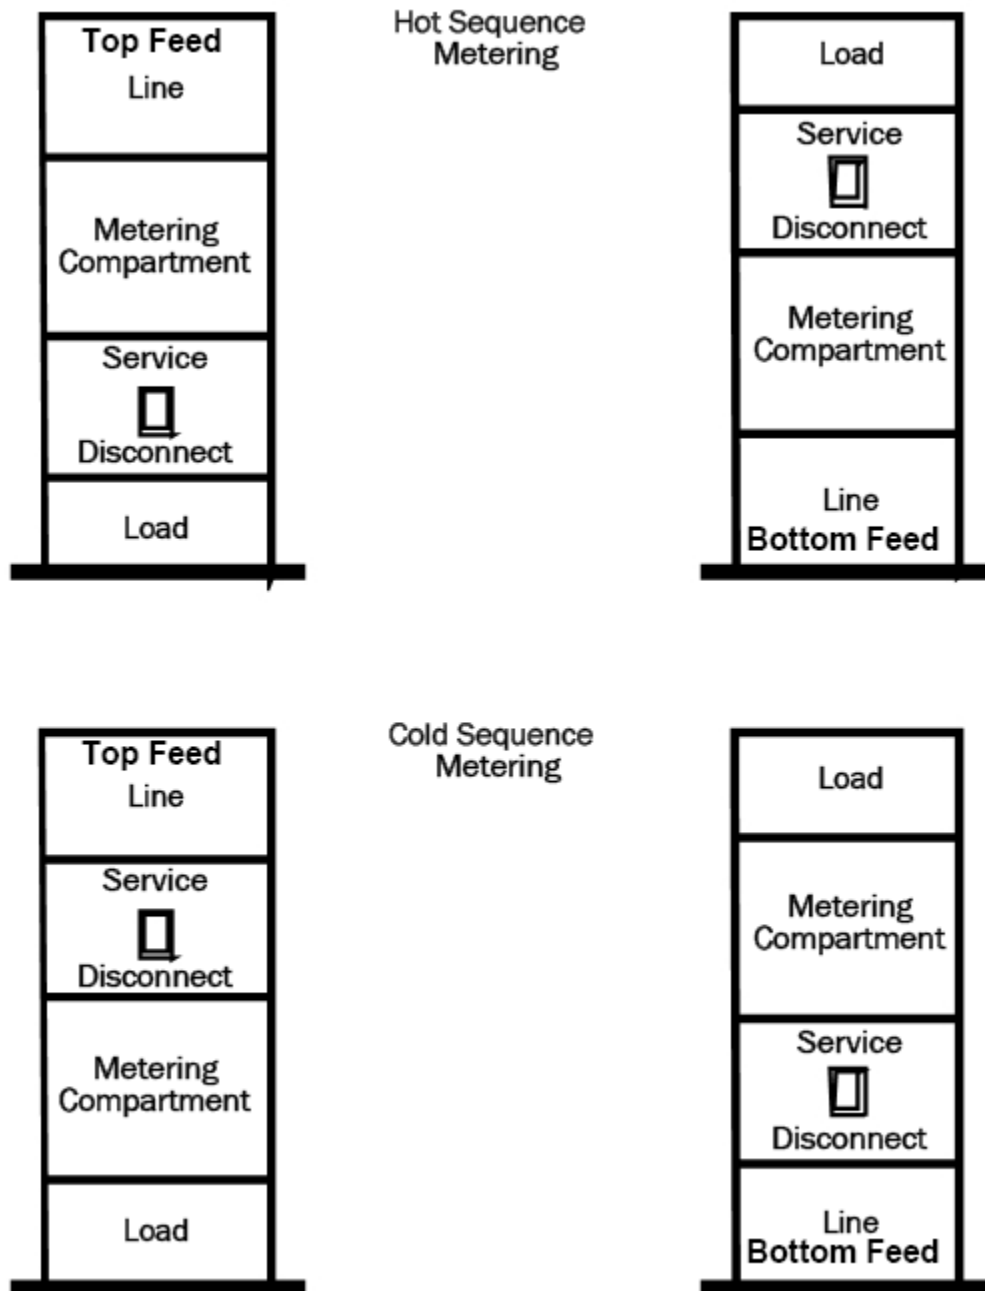 Top Feed
Line
Metering
Compartment
Service
Disconnect
Load
Hot Sequence
Metering
Load
Service
Disconnect
Metering
Compartment
Line
Bottom Feed
Top Feed
Line
Service
Disconnect
Metering
Compartment
Load
Cold Sequence
Metering
Load
Metering
Compartment
Service
Disconnect
Line
Bottom Feed